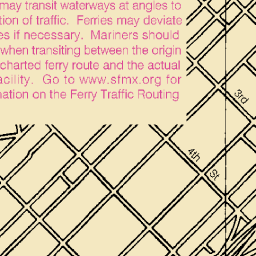 may transit waterways at angles to
tion of traffic. Ferries may deviate
es if necessary. Mariners should
when transiting between the origin
charted ferry route and the actual
acility. Go to www.sfmx.org for
nation on the Ferry Traffic Routing
3rd
4th
St